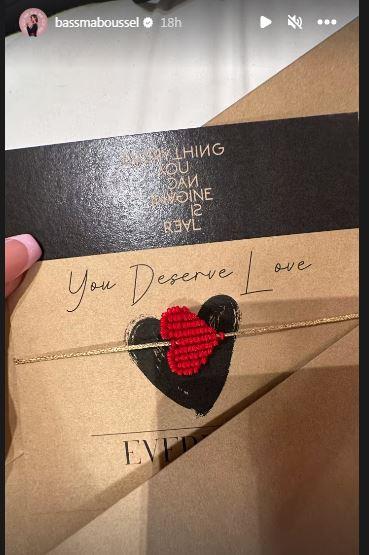 bassmaboussel 18h
EVERYTHING
YOU
CAN
IMAGINE
IS
REAL
You Deserve Love